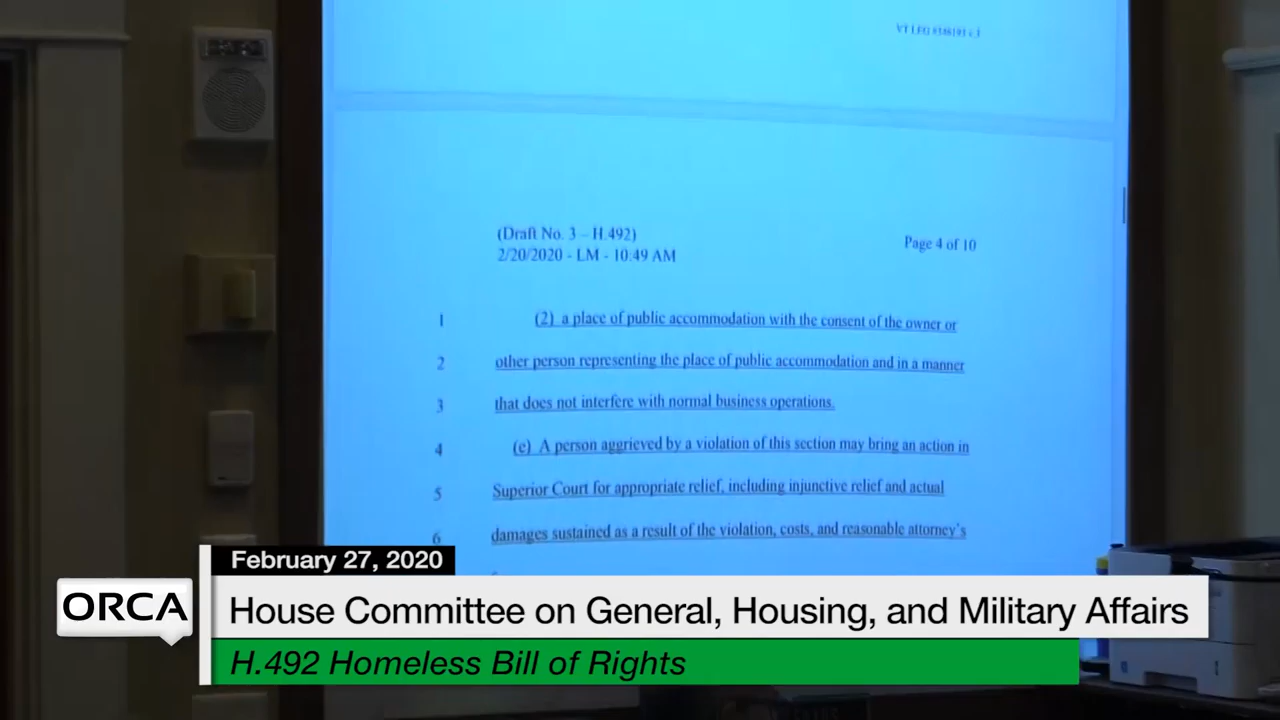 (Draft No. 3 – H.492)
2/20/2020 - LM - 10:49 AM
Page 4 of 10
1 (2) a place of public accommodation with the consent of the owner or
2 other person representing the place of public accommodation and in a manner
3 that does not interfere with normal business operations.
4 (e) A person aggrieved by a violation of this section may bring an action in
5 Superior Court for appropriate relief, including injunctive relief and actual
6 damages sustained as a result of the violation, costs, and reasonable attorney's
February 27, 2020
ORCA
House Committee on General, Housing, and Military Affairs
H.492 Homeless Bill of Rights